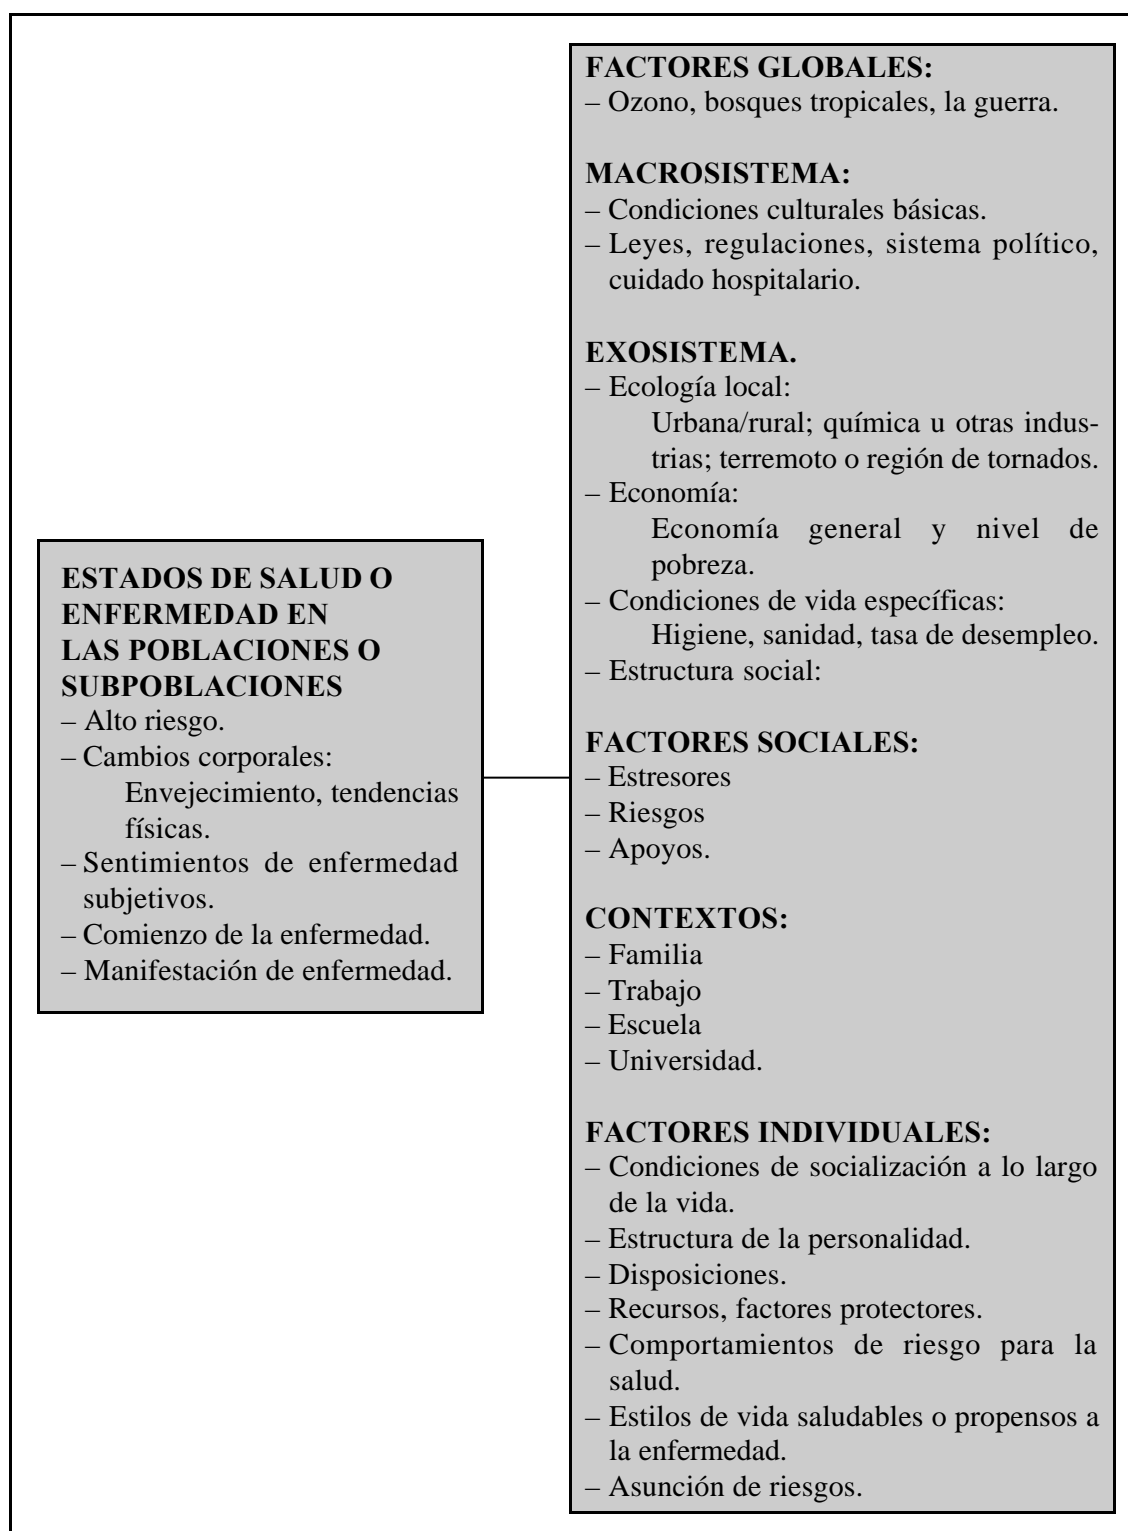 ESTADOS DE SALUD O
ENFERMEDAD EN
LAS POBLACIONES O
SUBPOBLACIONES
– Alto riesgo.
– Cambios corporales:
Envejecimiento, tendencias
físicas.
– Sentimientos de enfermedad
subjetivos.
– Comienzo de la enfermedad.
– Manifestación de enfermedad.
FACTORES GLOBALES:
– Ozono, bosques tropicales, la guerra.
MACROSISTEMA:
– Condiciones culturales básicas.
– Leyes, regulaciones, sistema político,
cuidado hospitalario.
EXOSISTEMA.
– Ecología local:
Urbana/rural; química u otras indus-
trias; terremoto o región de tornados.
– Economía:
Economía general y nivel de
pobreza.
– Condiciones de vida específicas:
Higiene, sanidad, tasa de desempleo.
– Estructura social:
FACTORES SOCIALES:
– Estresores
– Riesgos
– Apoyos.
CONTEXTOS:
– Familia
– Trabajo
– Escuela
– Universidad.
FACTORES INDIVIDUALES:
– Condiciones de socialización a lo largo
de la vida.
– Estructura de la personalidad.
– Disposiciones.
– Recursos, factores protectores.
– Comportamientos de riesgo para la
salud.
– Estilos de vida saludables o propensos a
la enfermedad.
– Asunción de riesgos.